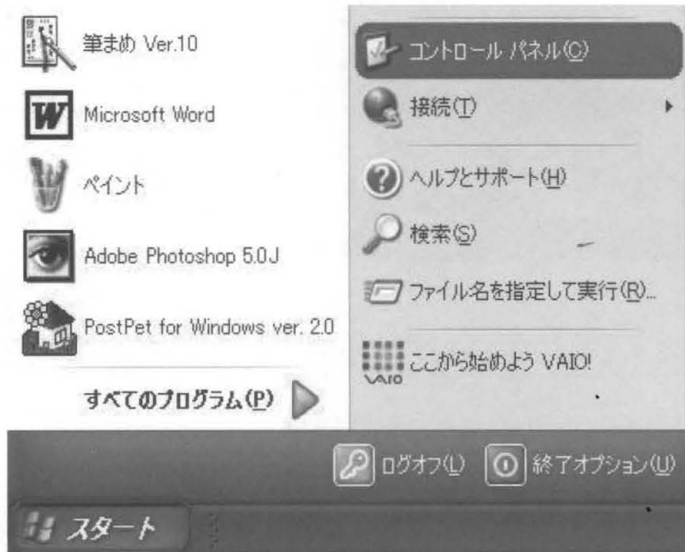 筆まめ Ver.10
Microsoft Word
ペイント
Adobe Photoshop 5.0J
PostPet for Windows ver. 2.0
すべてのプログラム(P)
コントロール パネル(C)
接続(T)
ヘルプとサポート(H)
検索(S)
ファイル名を指定して実行(R)...
VAIO
ここから始めよう VAIO!
ログオフ(L)
終了オプション(U)
スタート